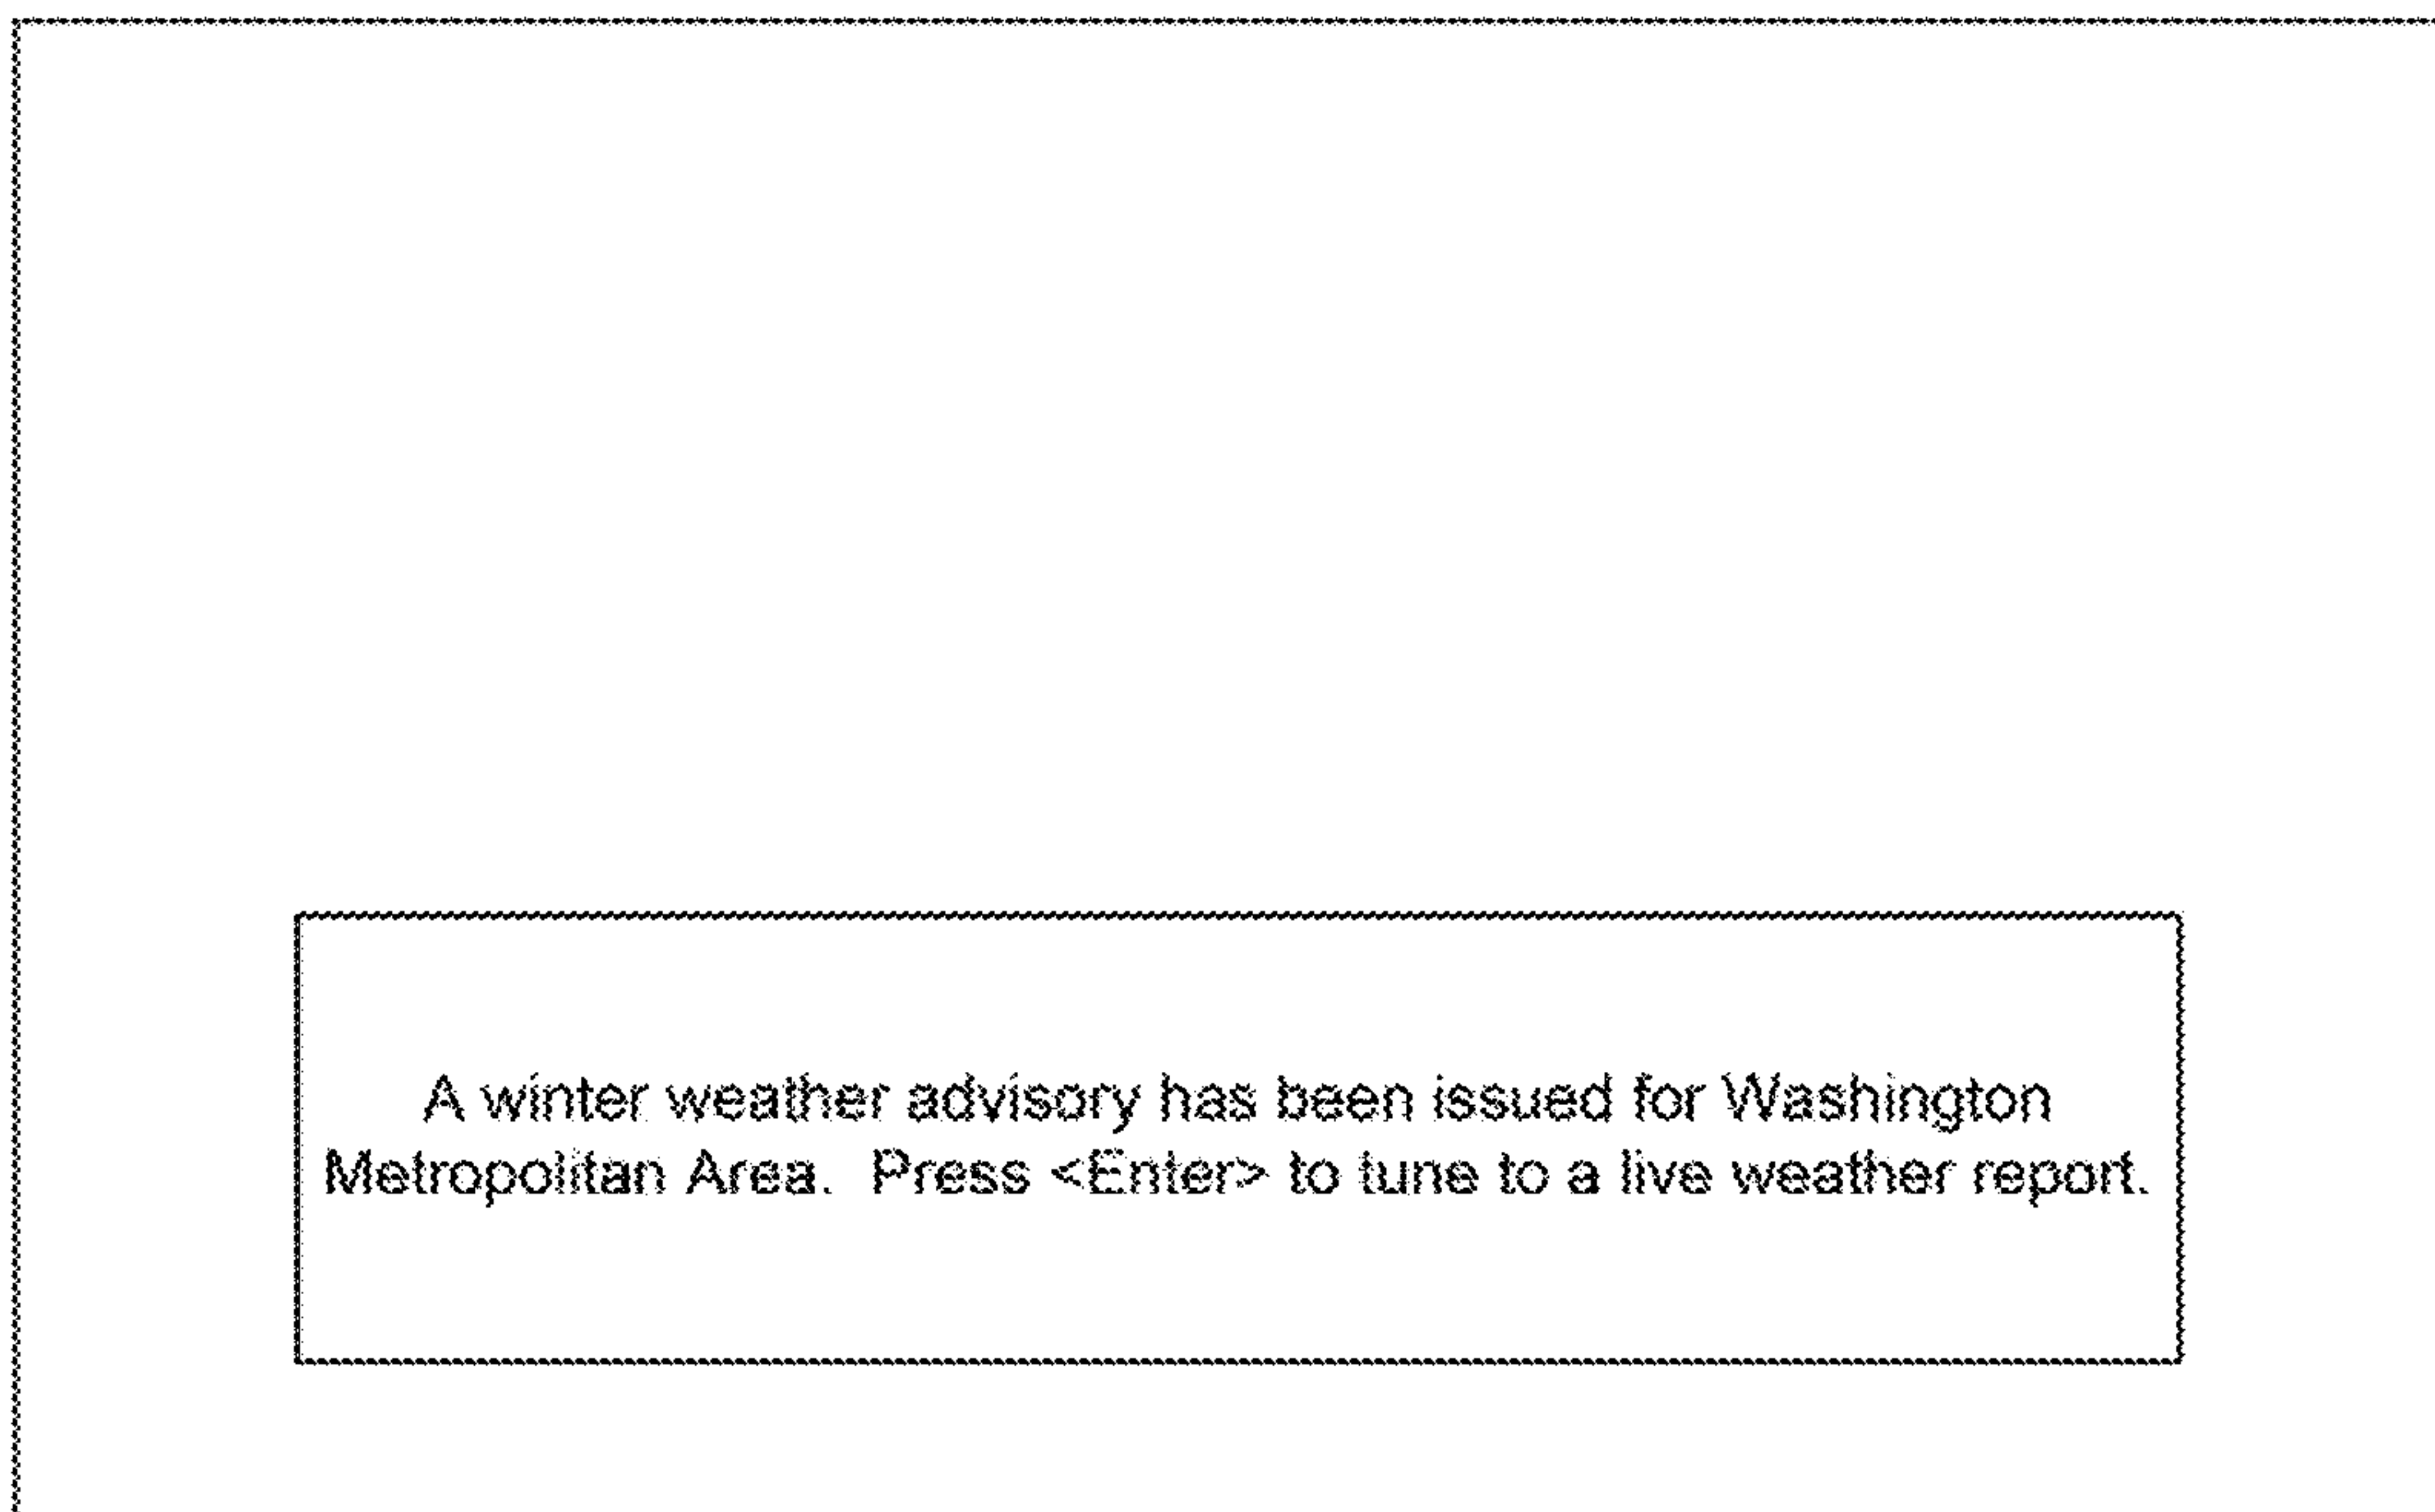 A winter weather advisory has been issued for Washington
Metropolitan Area.  Press <Enter> to tune to a live weather report.